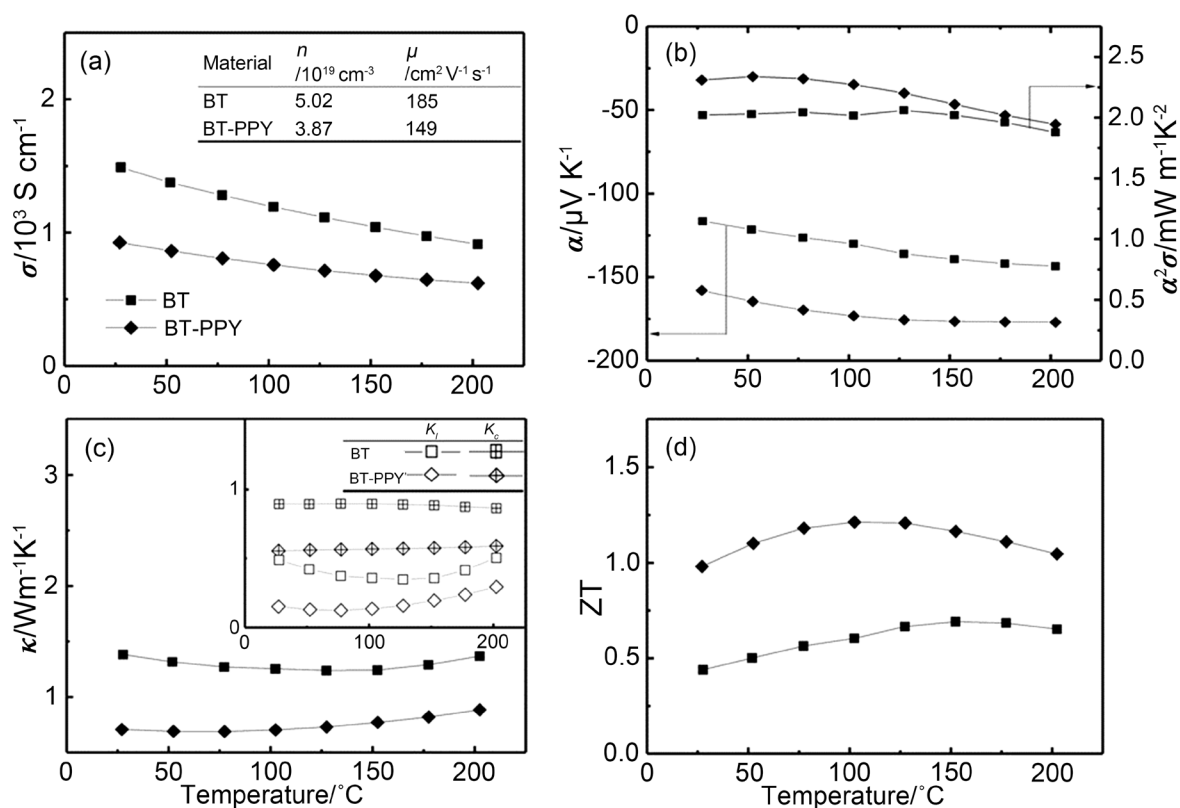 (a)
Material n /10¹⁹ cm⁻³ μ /cm² V⁻¹ s⁻¹
BT 5.02 185
BT-PPY 3.87 149
σ/10³ S cm⁻¹
2
1
0
BT
BT-PPY
0 50 100 150 200
(b)
α/μV K⁻¹
0
-50
-100
-150
-200
2.5
2.0
1.5
1.0
0.5
0.0
α²σ/mW m⁻¹K⁻²
0 50 100 150 200
(c)
κ/Wm⁻¹K⁻¹
3
2
1
K_l K_c
BT
BT-PPY
1
0
0 100 200
0 50 100 150 200
Temperature/˚C
(d)
ZT
1.5
1.0
0.5
0.0
0 50 100 150 200
Temperature/˚C